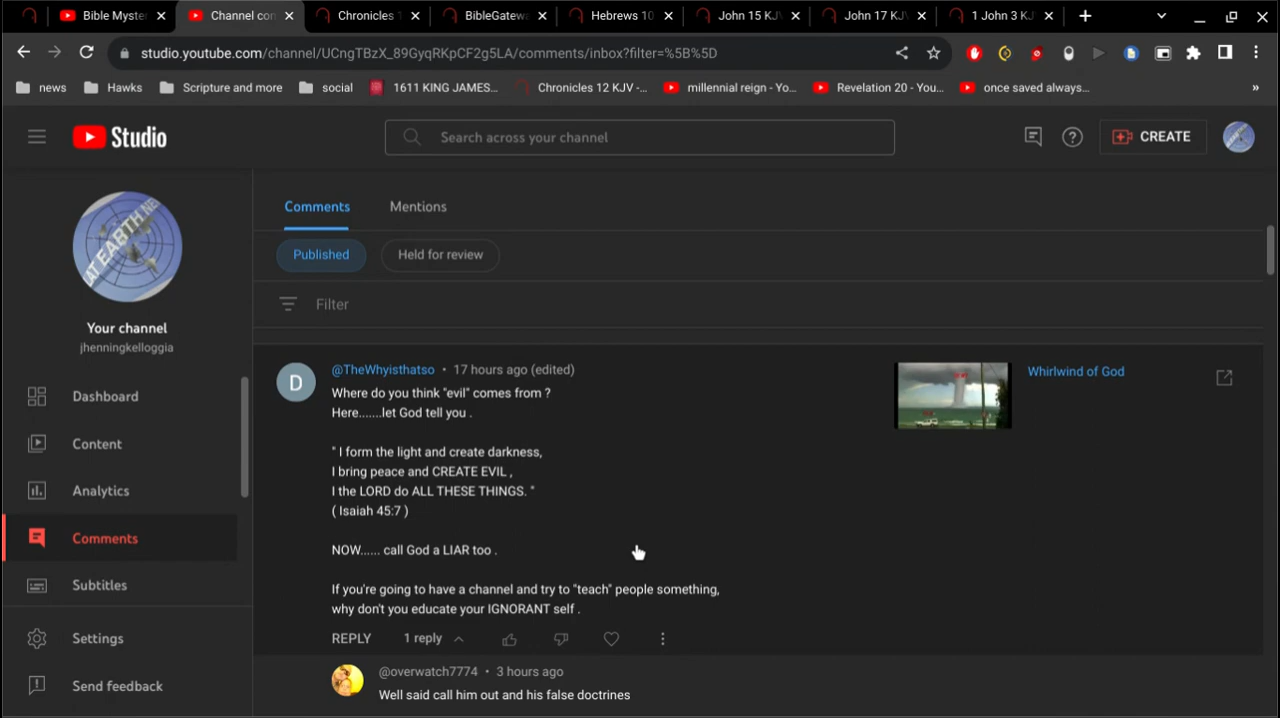 Bible Myster
Channel con
Chronicles 1
BibleGatew
Hebrews 10
John 15 KJV
John 17 KJV
1 John 3 KJ
studio.youtube.com/channel/UCngTBzX_89GyqRKpCF2g5LA/comments/inbox?filter=%5B%5D
news
Hawks
Scripture and more
social
1611 KING JAMES...
Chronicles 12 KJV -...
millennial reign - Yo...
Revelation 20 - You...
once saved always...
»
Studio
Search across your channel
CREATE
Comments
Mentions
Published
Held for review
Filter
AT EARTH NE
Your channel
jhenningkelloggia
Dashboard
Content
Analytics
Comments
Subtitles
Settings
Send feedback
D
@TheWhyisthatso • 17 hours ago (edited)
Where do you think "evil" comes from ?
Here.......let God tell you .
" I form the light and create darkness,
I bring peace and CREATE EVIL ,
I the LORD do ALL THESE THINGS. "
( Isaiah 45:7 )
NOW...... call God a LIAR too .
If you're going to have a channel and try to "teach" people something,
why don't you educate your IGNORANT self .
REPLY
1 reply
Whirlwind of God
@overwatch7774 • 3 hours ago
Well said call him out and his false doctrines